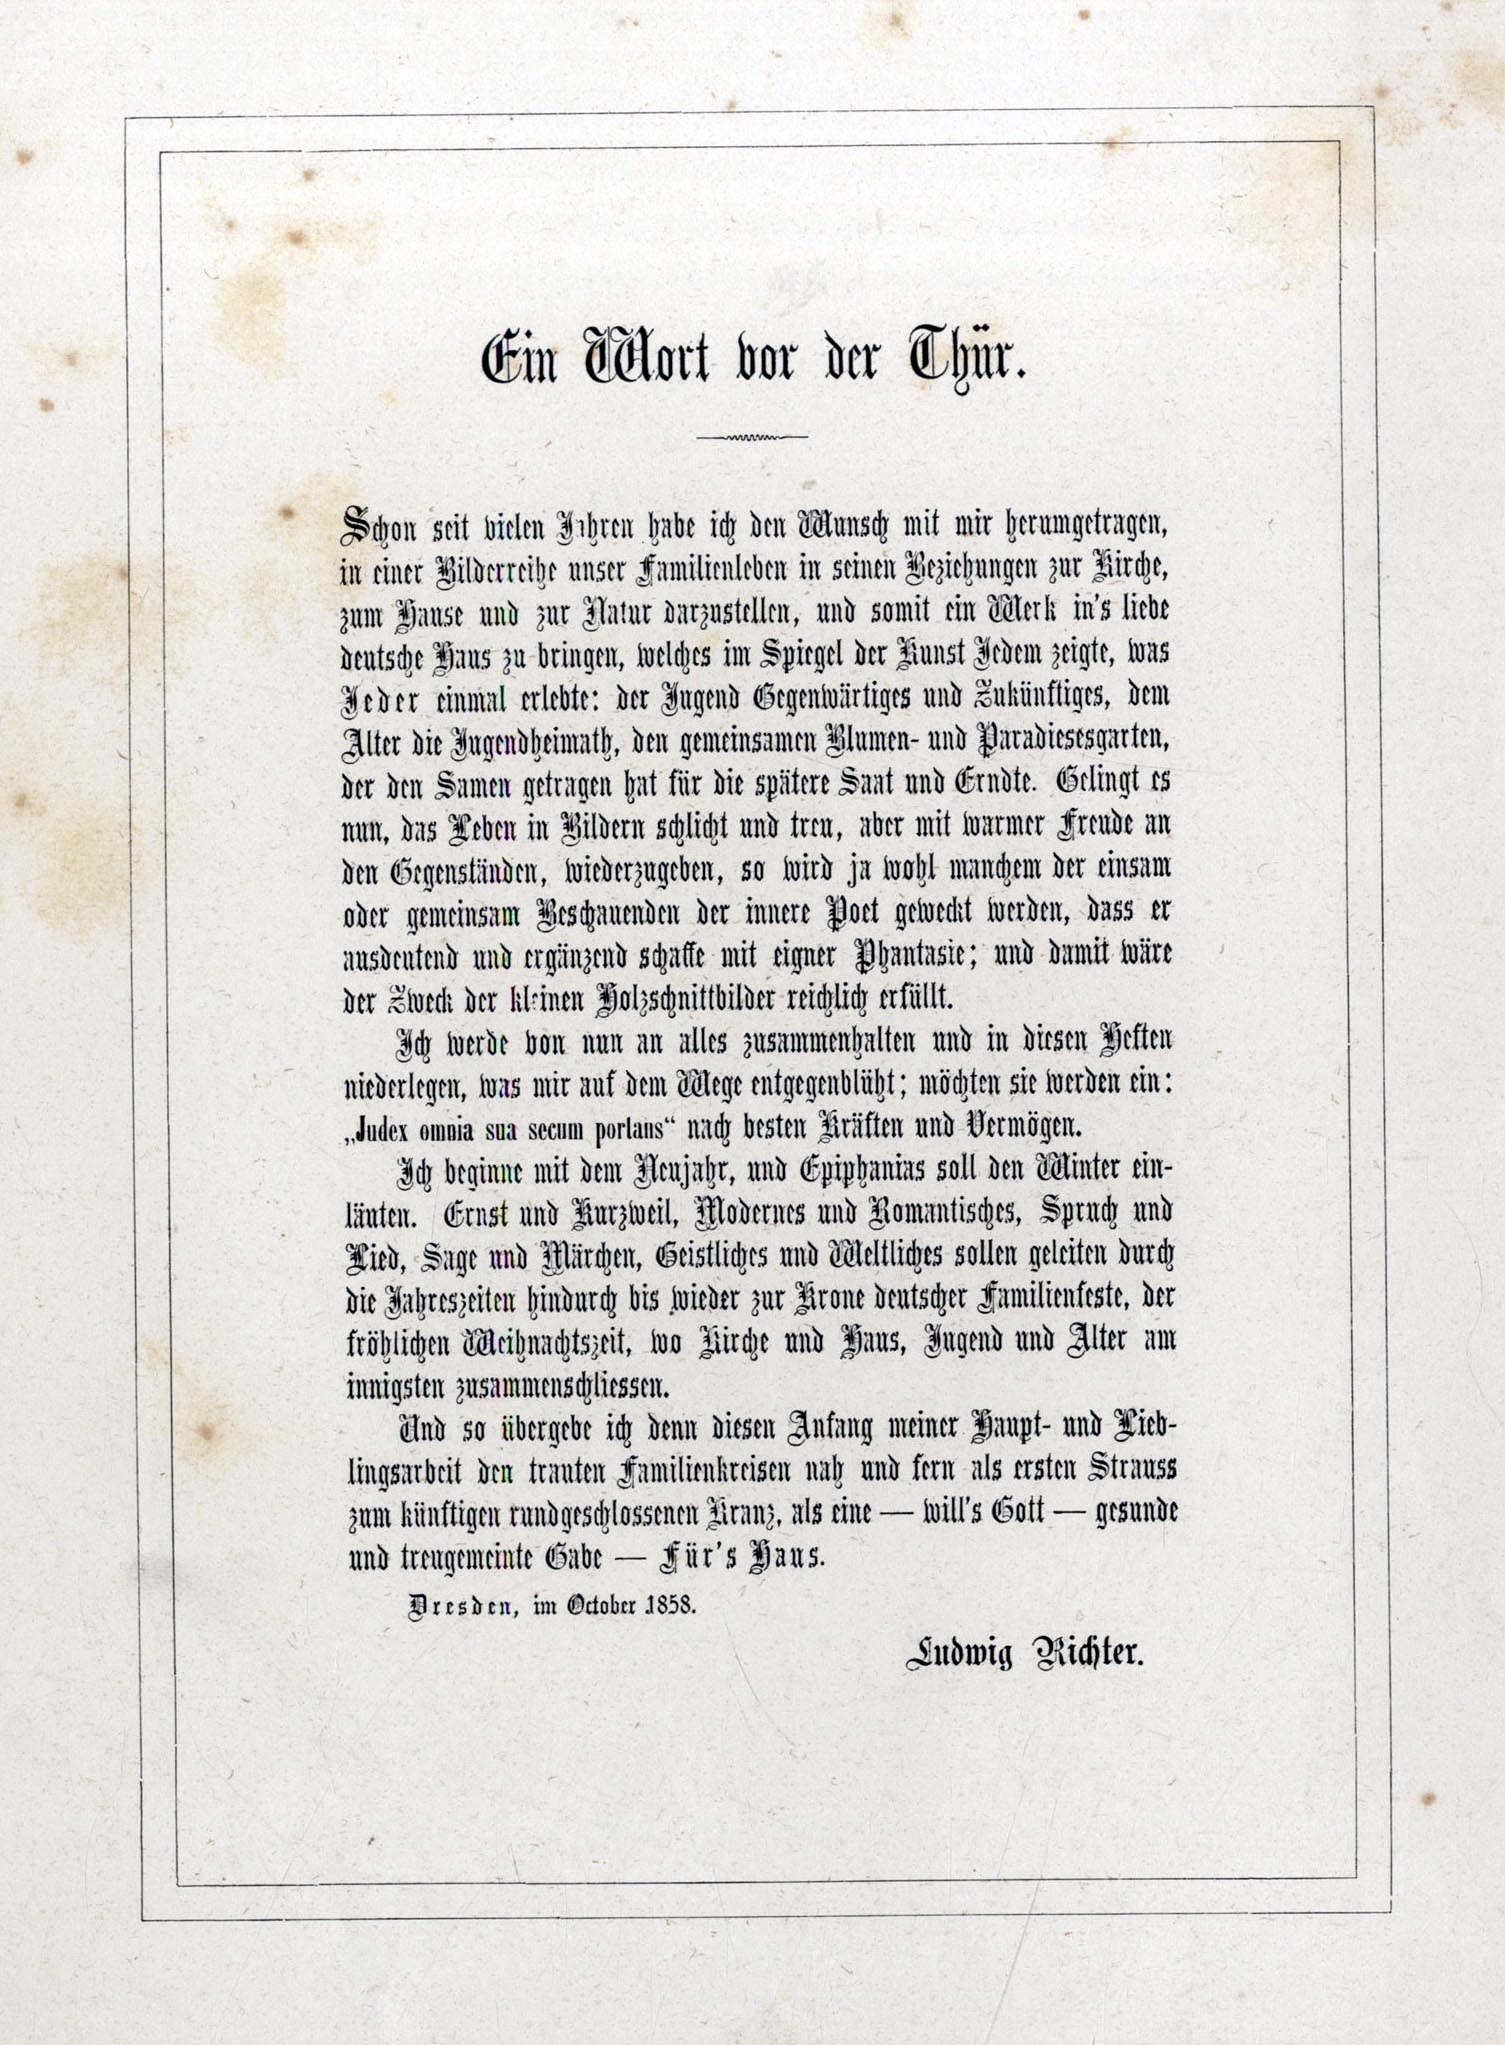 Ein Wort vor der Thür.
Schon seit vielen Jahren habe ich den Wunsch mit mir herumgetragen,
in einer Bilderreihe unser Familienleben in seinen Beziehungen zur Kirche,
zum Hause und zur Natur darzustellen, und somit ein Werk in's liebe
deutsche Haus zu bringen, welches im Spiegel der Kunst Jedem zeigte, was
Jeder einmal erlebte: der Jugend Gegenwärtiges und Zukünftiges, dem
Alter die Jugendheimath, den gemeinsamen Blumen- und Paradiesesgarten,
der den Samen getragen hat für die spätere Saat und Erndte. Gelingt es
nun, das Leben in Bildern schlicht und treu, aber mit warmer Freude an
den Gegenständen, wiederzugeben, so wird ja wohl manchem der einsam
oder gemeinsam Beschauenden der innere Poet geweckt werden, dass er
ausdeutend und ergänzend schaffe mit eigner Phantasie; und damit wäre
der Zweck der kleinen Holzschnittbilder reichlich erfüllt.
Ich werde von nun an alles zusammenhalten und in diesen Heften
niederlegen, was mir auf dem Wege entgegenblüht; möchten sie werden ein:
„Judex omnia sua secum portans“ nach besten Kräften und Vermögen.
Ich beginne mit dem Neujahr, und Epiphanias soll den Winter ein-
läuten. Ernst und Kurzweil, Modernes und Romantisches, Spruch und
Lied, Sage und Märchen, Geistliches und Weltliches sollen geleiten durch
die Jahreszeiten hindurch bis wieder zur Krone deutscher Familienfeste, der
fröhlichen Weihnachtszeit, wo Kirche und Haus, Jugend und Alter am
innigsten zusammenschliessen.
Und so übergebe ich denn diesen Anfang meiner Haupt- und Lieb-
lingsarbeit den trauten Familienkreisen nah und fern als ersten Strauss
zum künftigen rundgeschlossenen Kranz, als eine — will's Gott — gesunde
und treugemeinte Gabe — Für's Haus.
Dresden, im October 1858.
Ludwig Richter.